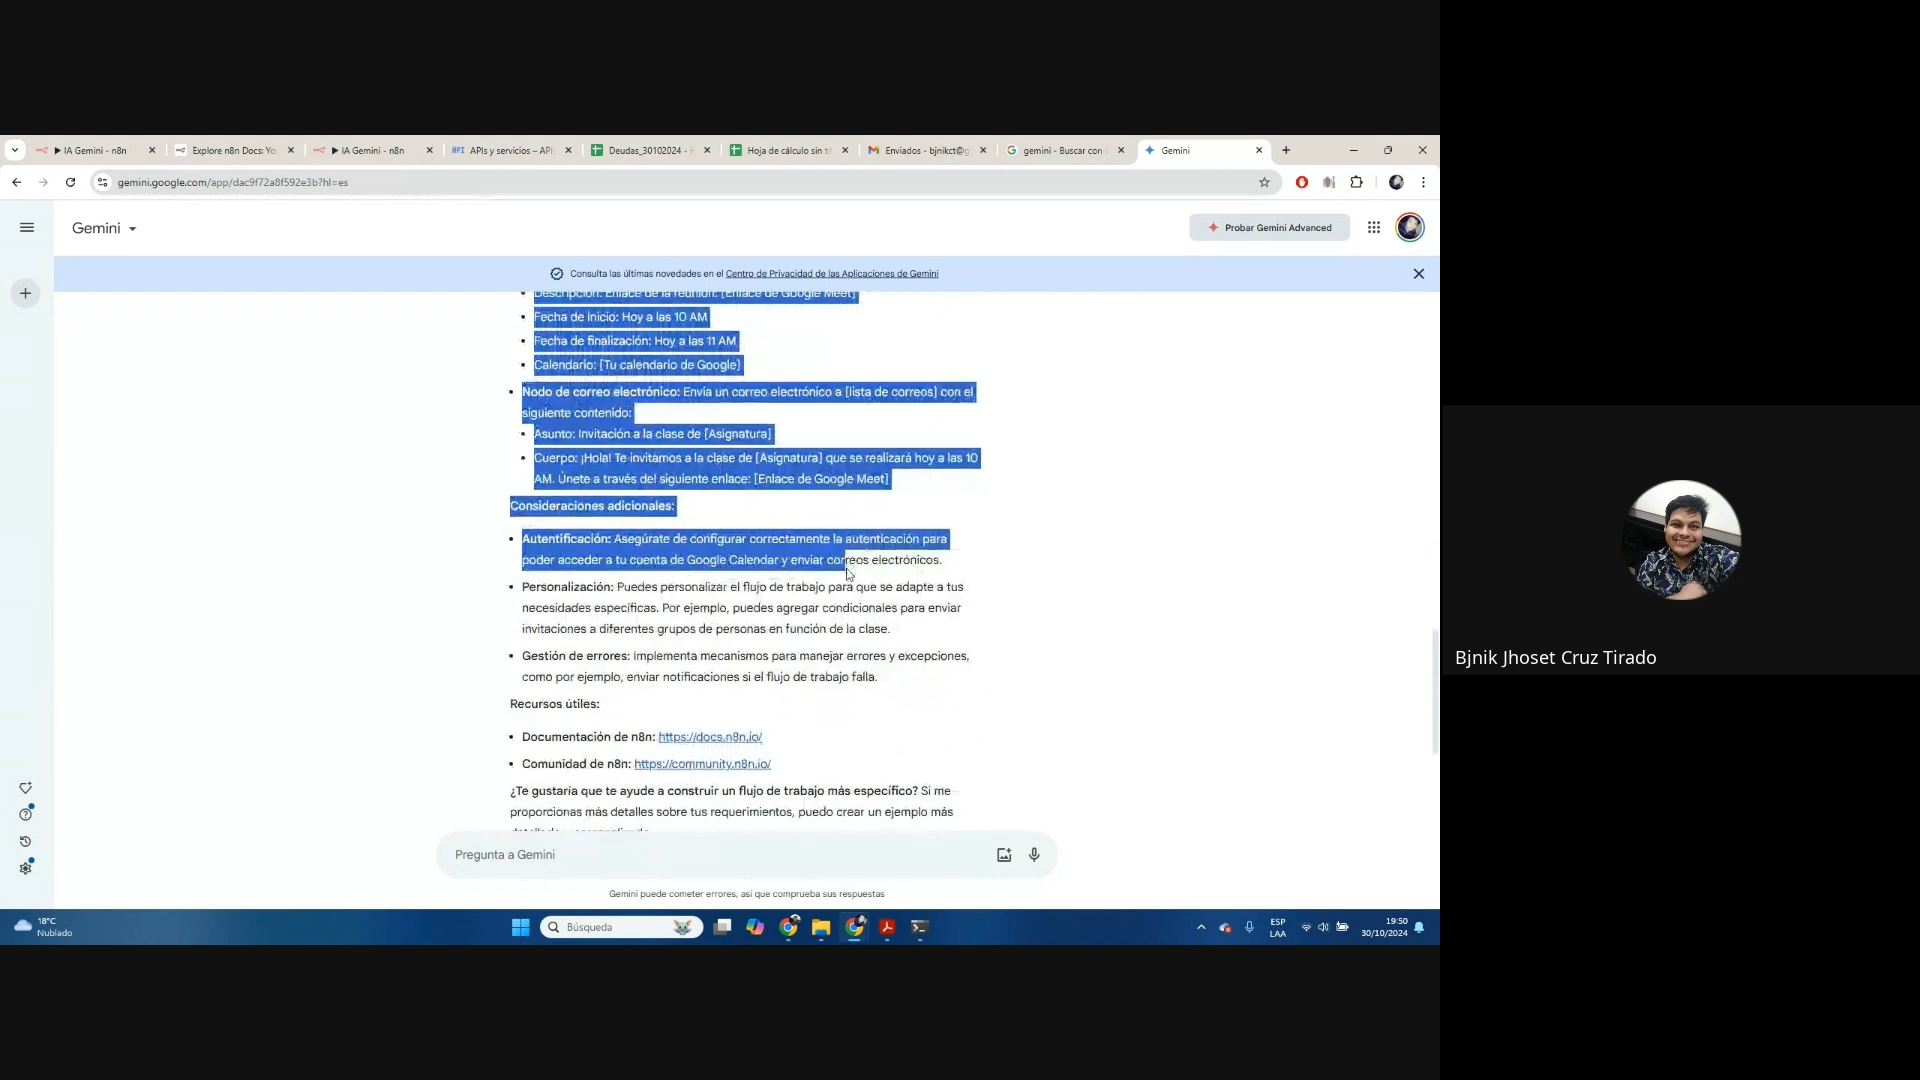 ▶ IA Gemini - n8n
Explore n8n Docs: Yo
▶ IA Gemini - n8n
API APIs y servicios – API
Deudas_30102024 -
Hoja de cálculo sin tí
Enviados - bjnikct@g
gemini - Buscar con
Gemini
gemini.google.com/app/dac9f72a8f592e3b?hl=es
Gemini
Probar Gemini Advanced
Consulta las últimas novedades en el Centro de Privacidad de las Aplicaciones de Gemini
Descripción: Enlace de la reunión: [Enlace de Google Meet]
Fecha de inicio: Hoy a las 10 AM
Fecha de finalización: Hoy a las 11 AM
Calendario: [Tu calendario de Google]
Nodo de correo electrónico: Envía un correo electrónico a [lista de correos] con el
siguiente contenido:
Asunto: Invitación a la clase de [Asignatura]
Cuerpo: ¡Hola! Te invitamos a la clase de [Asignatura] que se realizará hoy a las 10
AM. Únete a través del siguiente enlace: [Enlace de Google Meet]
Consideraciones adicionales:
Autentificación: Asegúrate de configurar correctamente la autenticación para
poder acceder a tu cuenta de Google Calendar y enviar correos electrónicos.
Personalización: Puedes personalizar el flujo de trabajo para que se adapte a tus
necesidades específicas. Por ejemplo, puedes agregar condicionales para enviar
invitaciones a diferentes grupos de personas en función de la clase.
Gestión de errores: Implementa mecanismos para manejar errores y excepciones,
como por ejemplo, enviar notificaciones si el flujo de trabajo falla.
Recursos útiles:
Documentación de n8n: https://docs.n8n.io/
Comunidad de n8n: https://community.n8n.io/
¿Te gustaría que te ayude a construir un flujo de trabajo más específico? Si me
proporcionas más detalles sobre tus requerimientos, puedo crear un ejemplo más
Pregunta a Gemini
Gemini puede cometer errores, así que comprueba sus respuestas
18°C
Nublado
Búsqueda
ESP
LAA
19:50
30/10/2024
Bjnik Jhoset Cruz Tirado